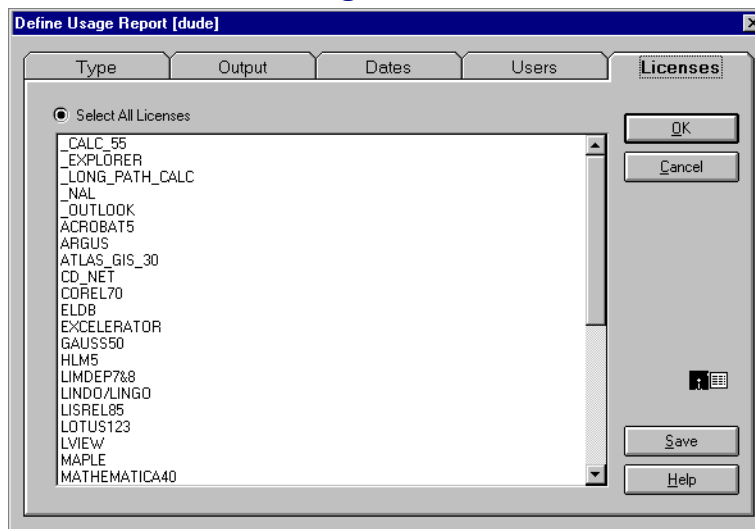 Define Usage Report [dude]
Type Output Dates Users Licenses
Select All Licenses
OK
Cancel
_CALC_55
_EXPLORER
_LONG_PATH_CALC
_NAL
_OUTLOOK
ACROBAT5
ARGUS
ATLAS_GIS_30
CD_NET
COREL70
ELDB
EXCELERATOR
GAUSS50
HLM5
LIMDEP7&8
LINDO/LINGO
LISREL85
LOTUS123
LVIEW
MAPLE
MATHEMATICA40
Save
Help